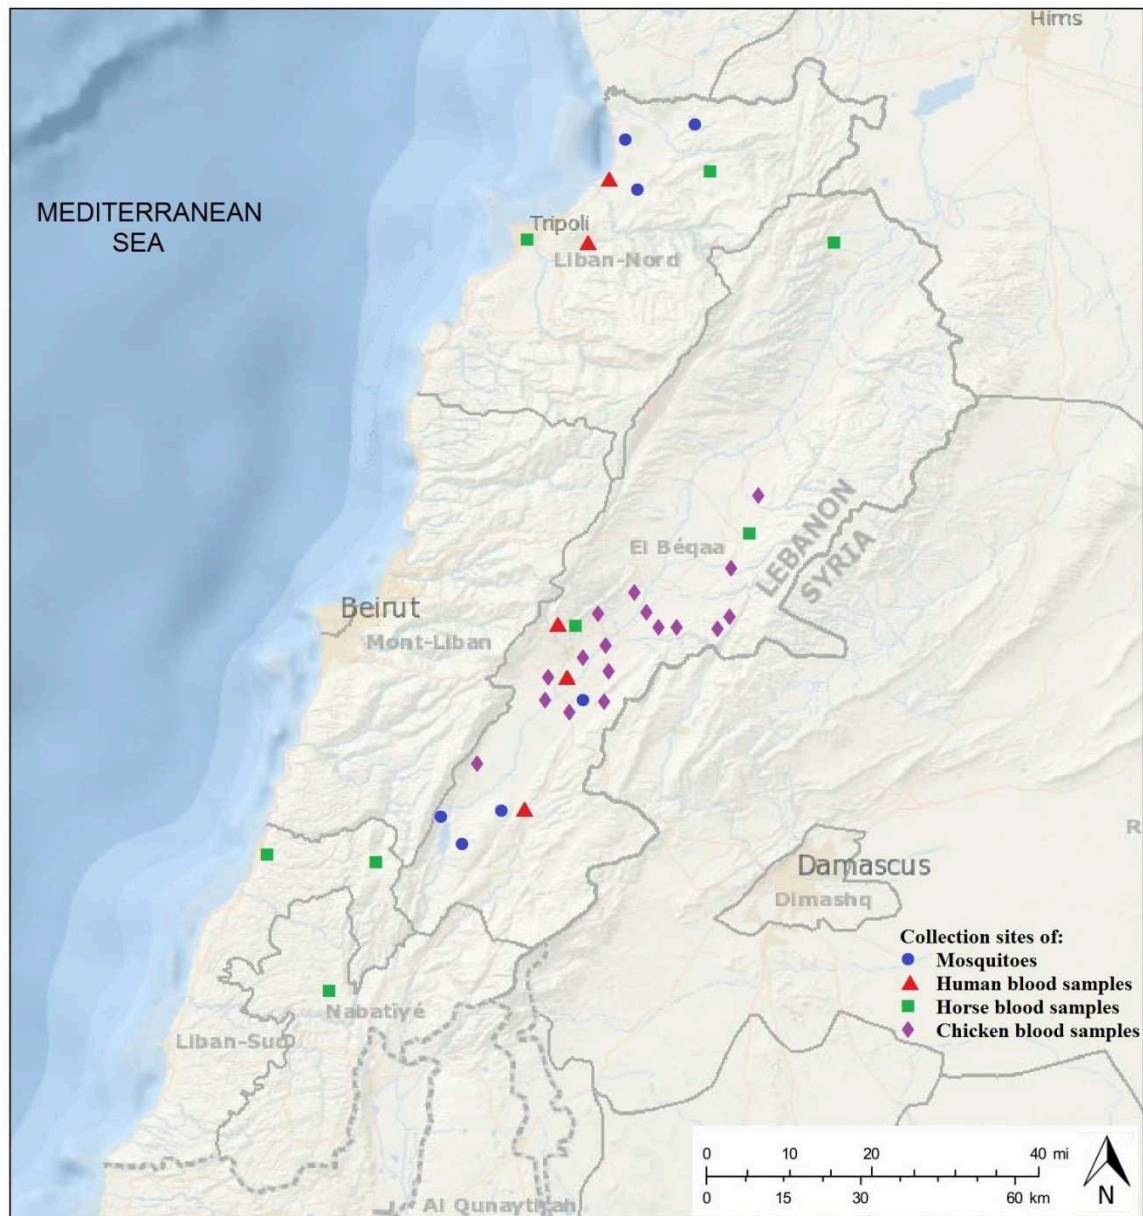 Hims
MEDITERRANEAN
SEA
Tripoli
Liban-Nord
El Béqaa
LEBANON
SYRIA
Beirut
Mont-Liban
Damascus
Dimashq
R
Collection sites of:
Mosquitoes
Human blood samples
Horse blood samples
Chicken blood samples
Nabatîyé
Liban-Sud
Al Qunaytirah
0 10 20 40 mi
0 15 30 60 km
N